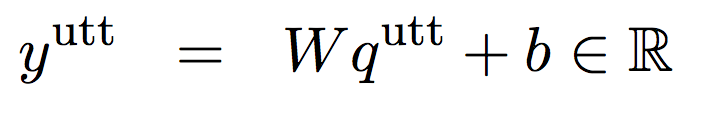 y^utt = Wq^utt + b ∈ ℝ